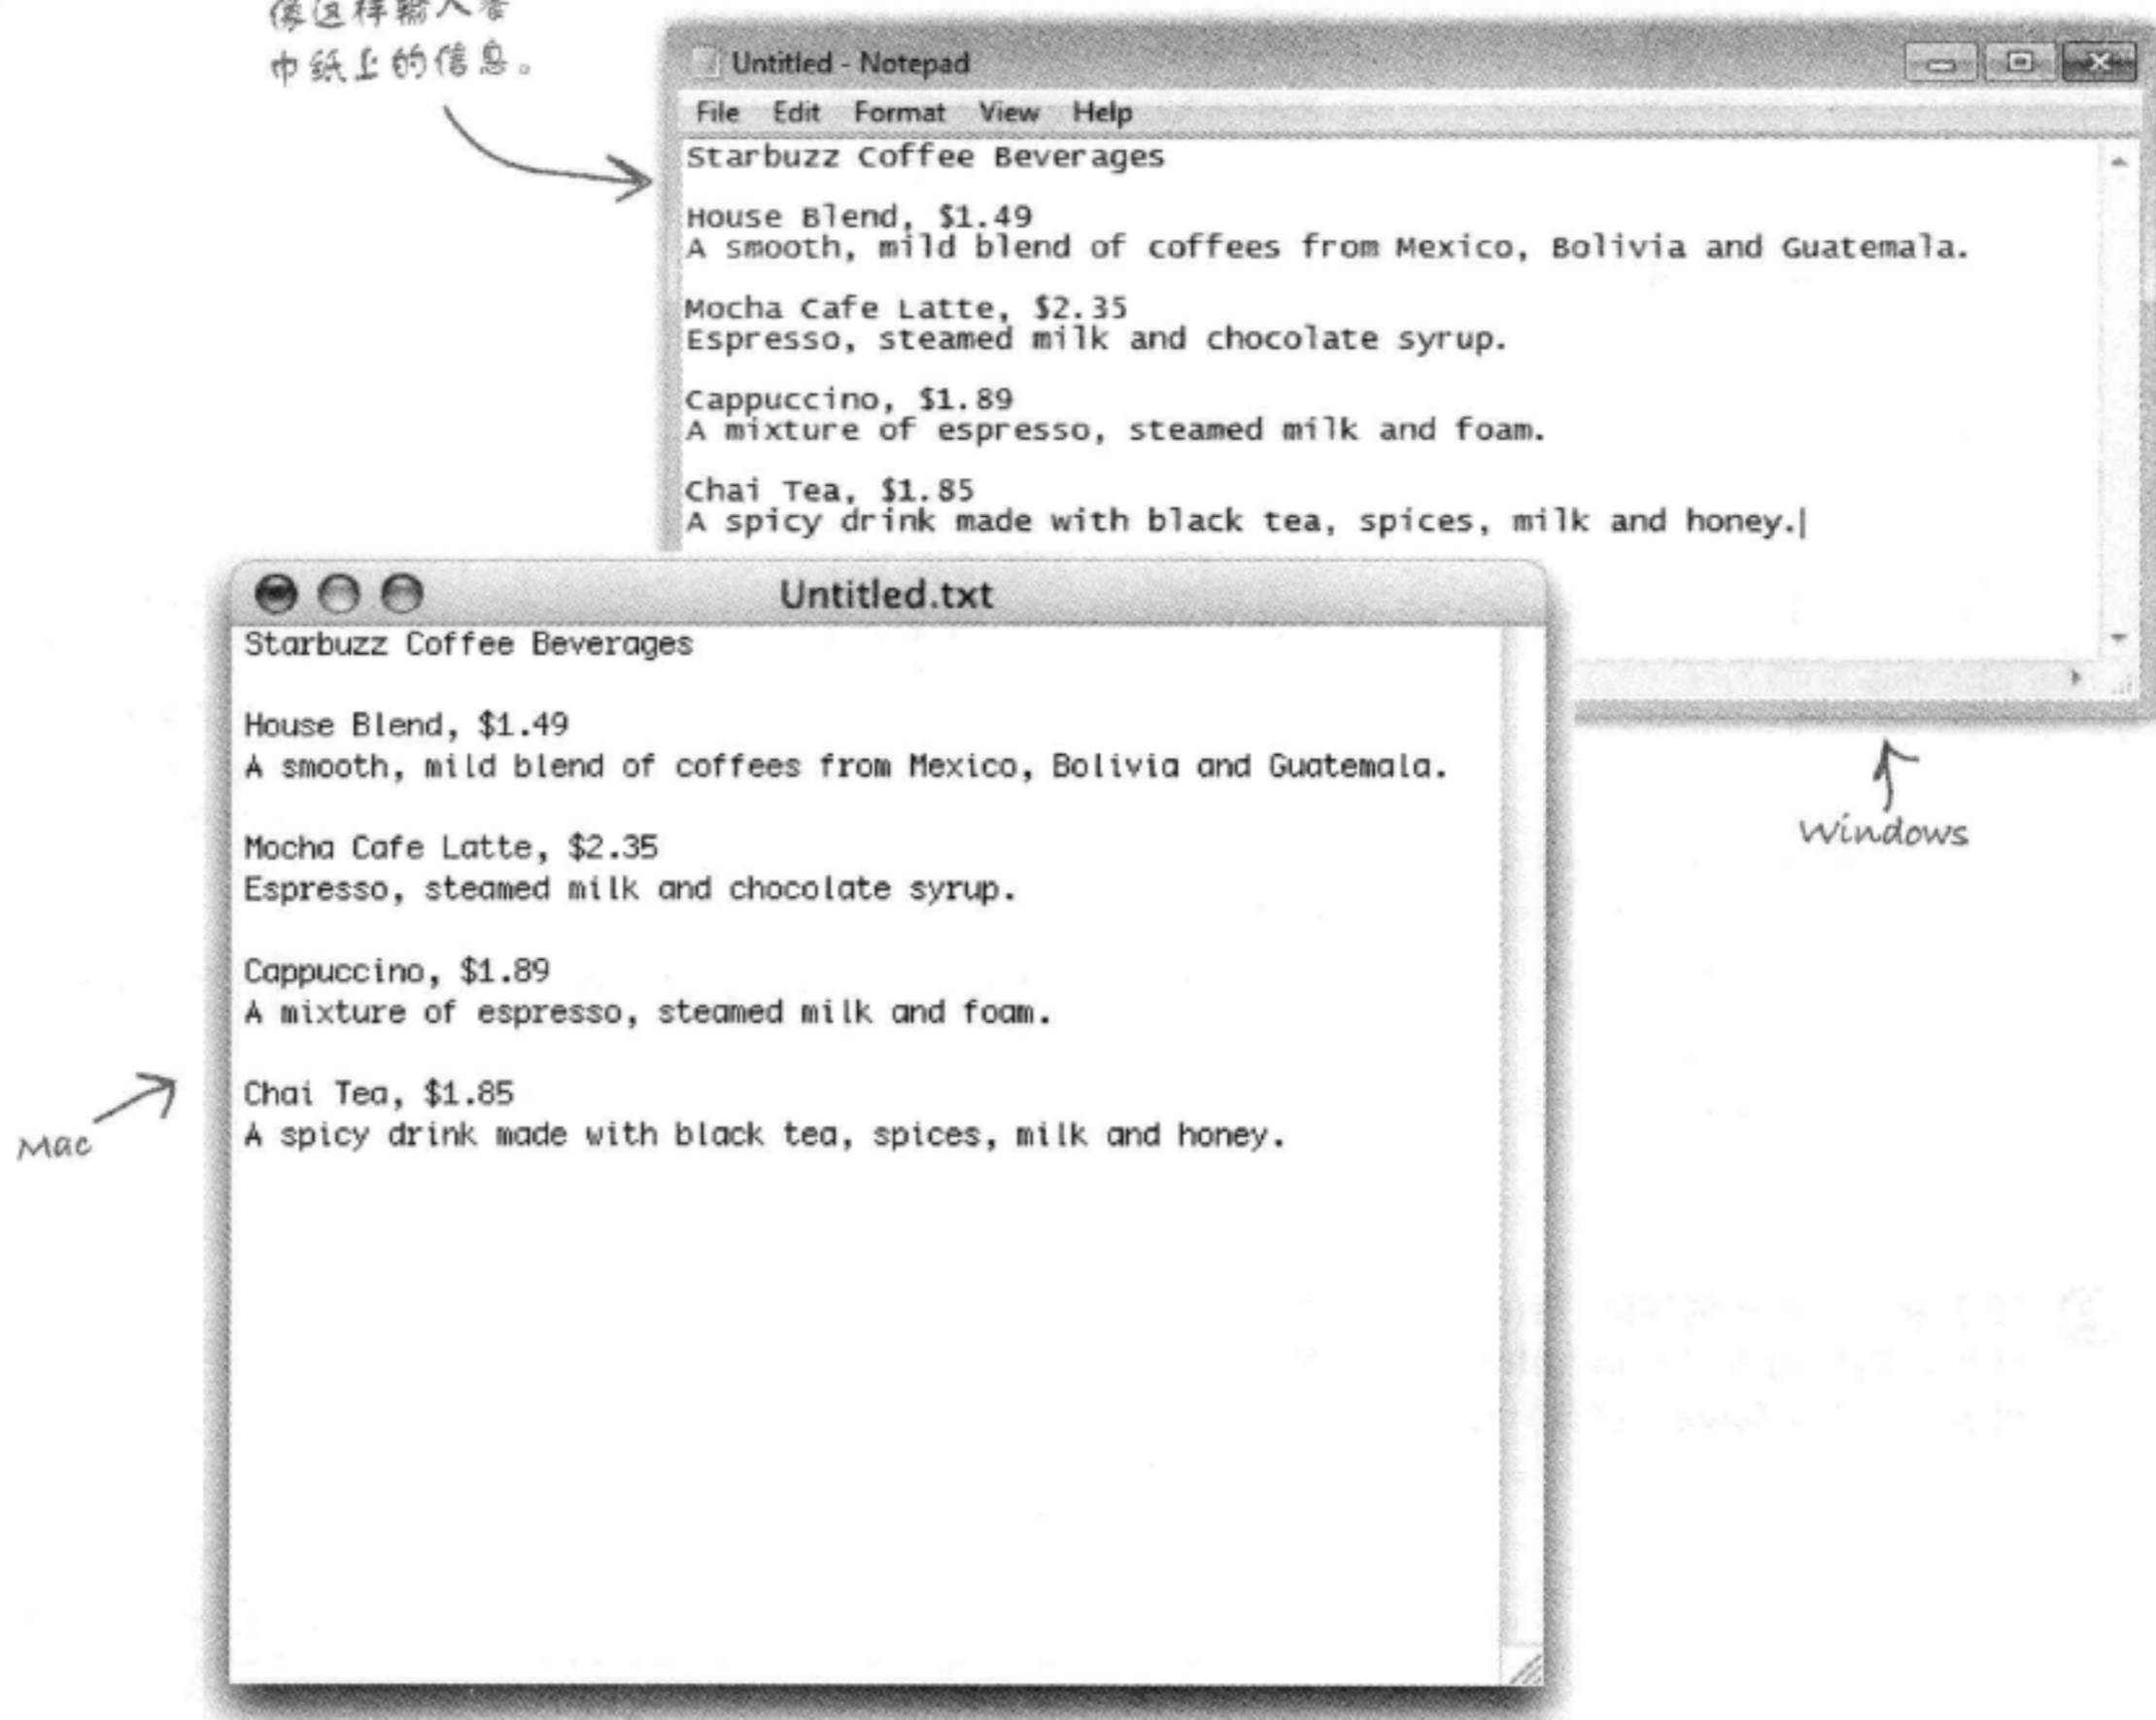 像这样输入餐
巾纸上的信息。
Untitled - Notepad
File Edit Format View Help
Starbuzz Coffee Beverages
House Blend, $1.49
A smooth, mild blend of coffees from Mexico, Bolivia and Guatemala.
Mocha Cafe Latte, $2.35
Espresso, steamed milk and chocolate syrup.
Cappuccino, $1.89
A mixture of espresso, steamed milk and foam.
Chai Tea, $1.85
A spicy drink made with black tea, spices, milk and honey.
Windows
Untitled.txt
Starbuzz Coffee Beverages
House Blend, $1.49
A smooth, mild blend of coffees from Mexico, Bolivia and Guatemala.
Mocha Cafe Latte, $2.35
Espresso, steamed milk and chocolate syrup.
Cappuccino, $1.89
A mixture of espresso, steamed milk and foam.
Chai Tea, $1.85
A spicy drink made with black tea, spices, milk and honey.
Mac